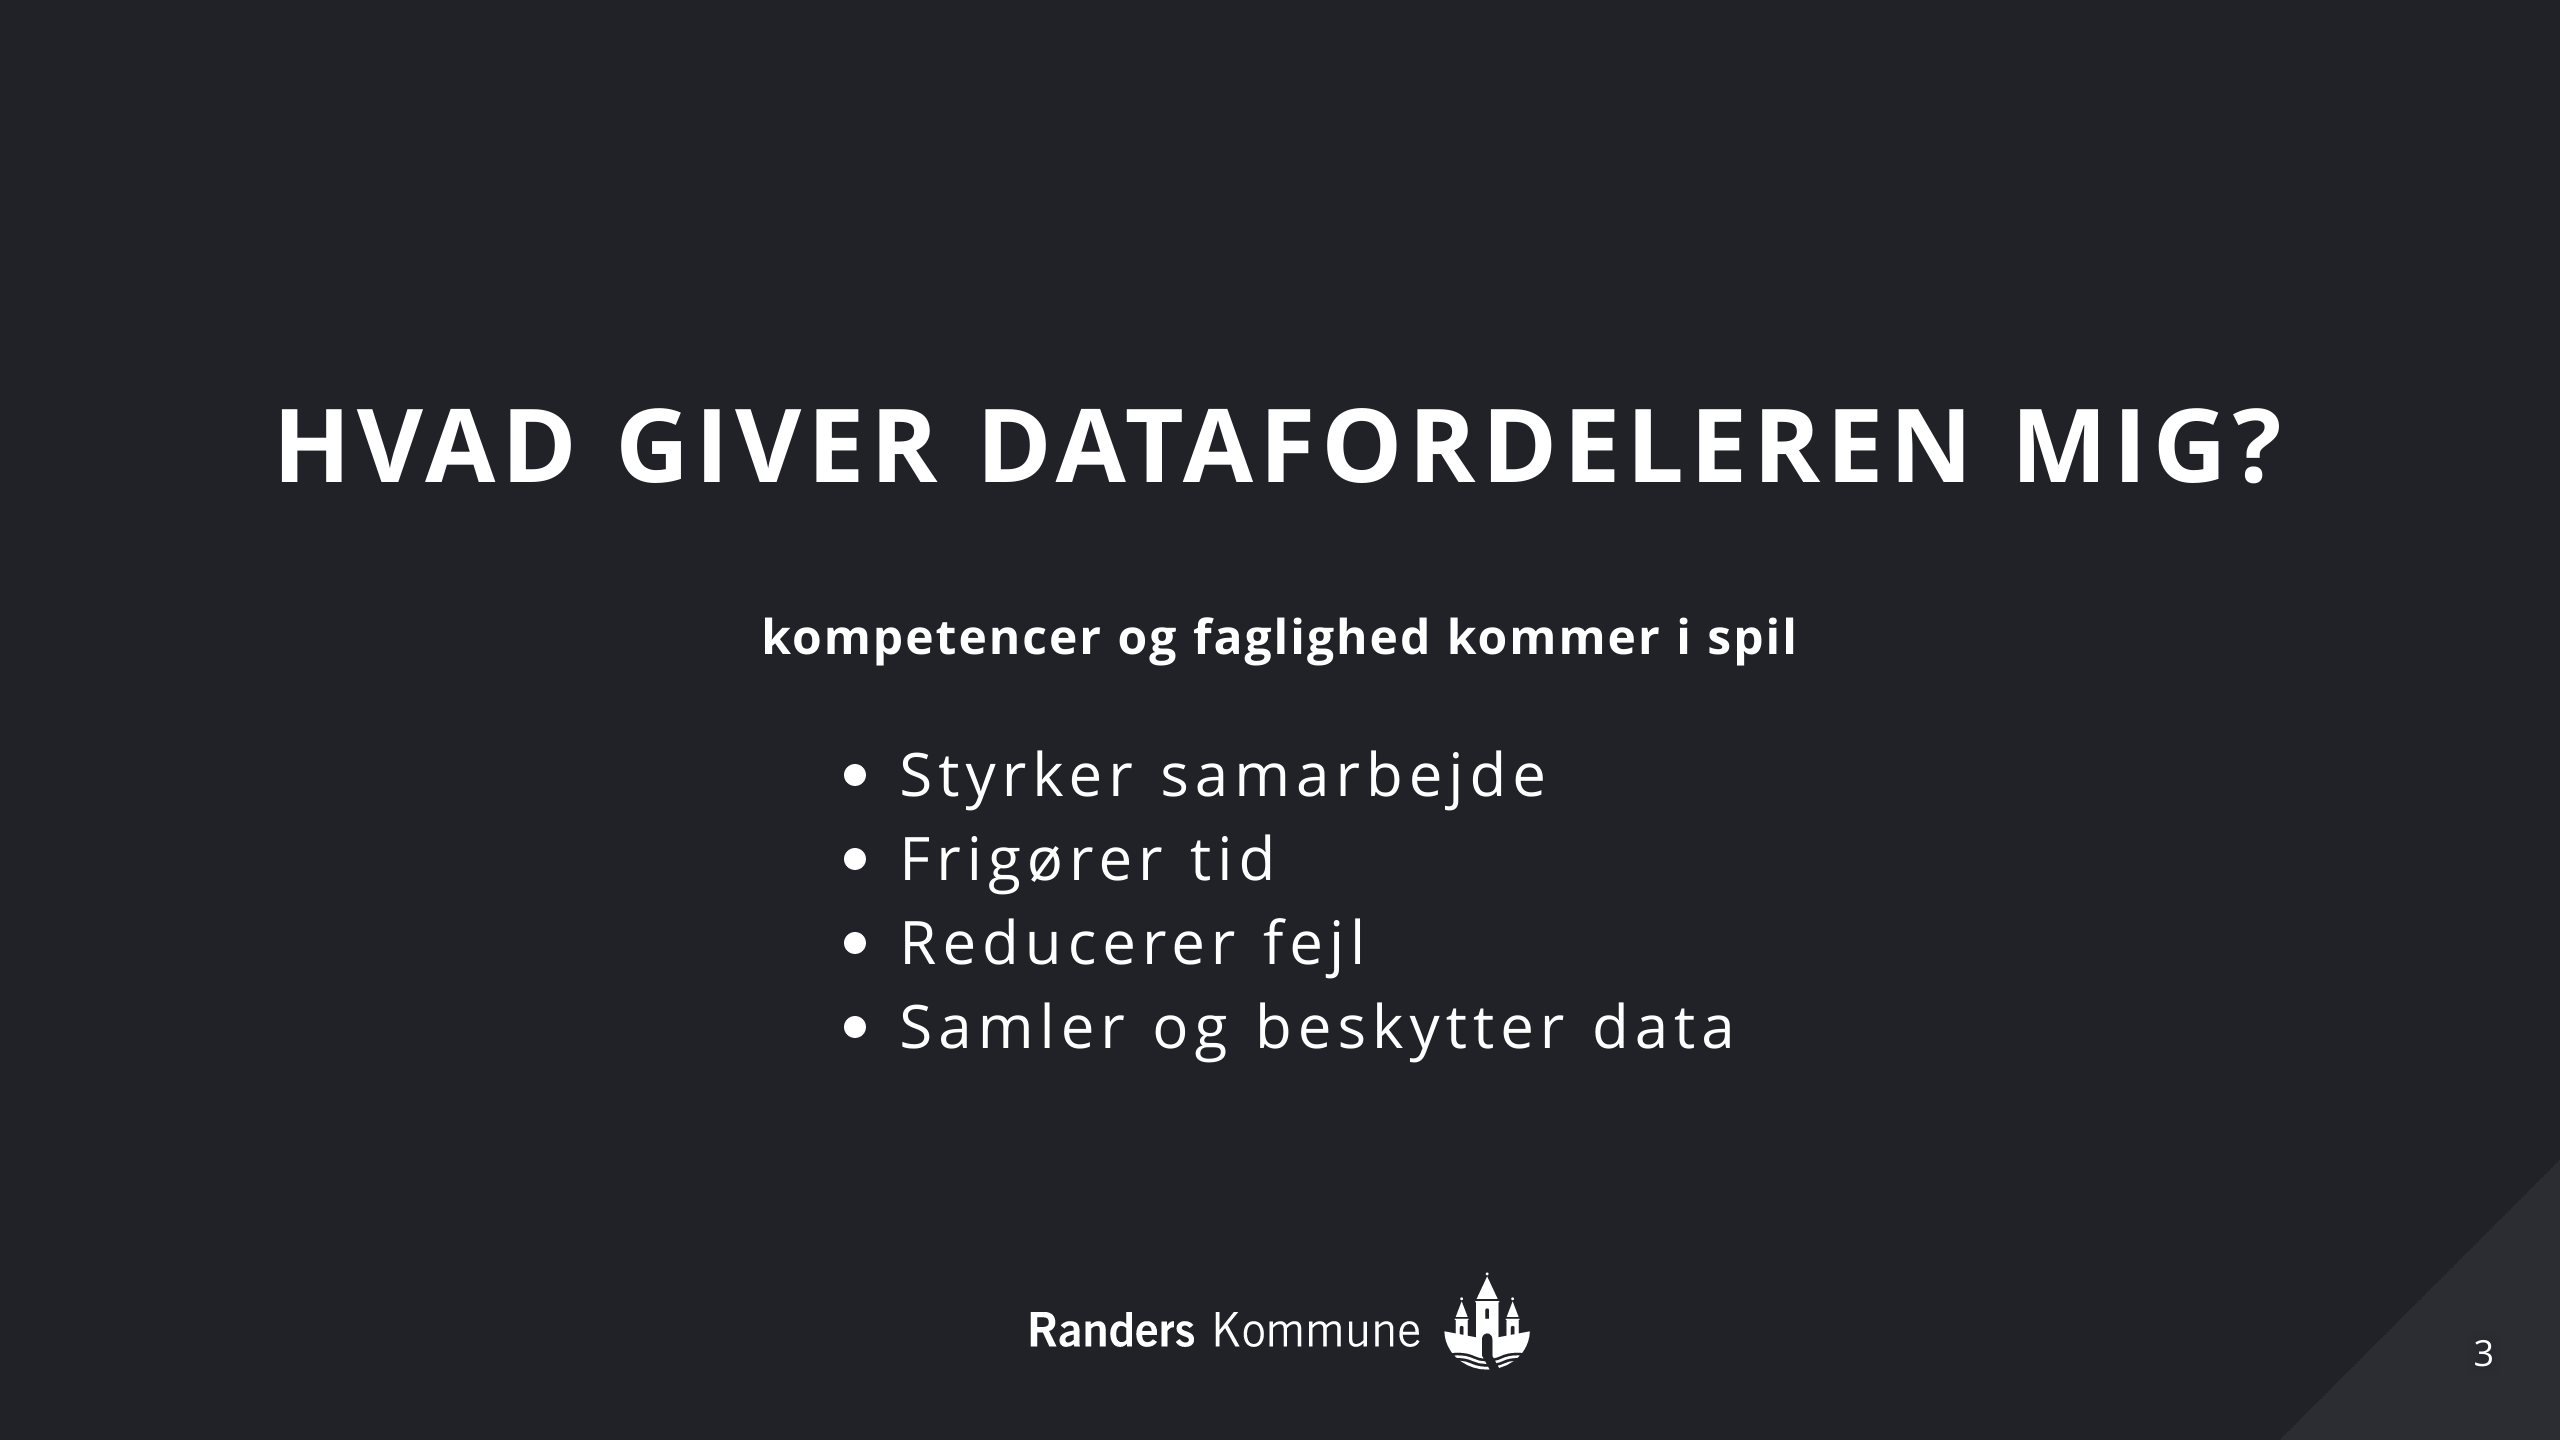 HVAD GIVER DATAFORDELEREN MIG?
kompetencer og faglighed kommer i spil
• Styrker samarbejde
• Frigører tid
• Reducerer fejl
• Samler og beskytter data
Randers Kommune
3